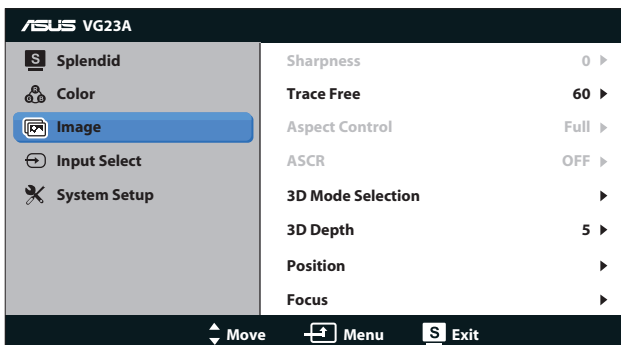 ASUS VG23A
S Splendid
Color
Image
Input Select
System Setup
Sharpness 0
Trace Free 60
Aspect Control Full
ASCR OFF
3D Mode Selection
3D Depth 5
Position
Focus
Move Menu S Exit